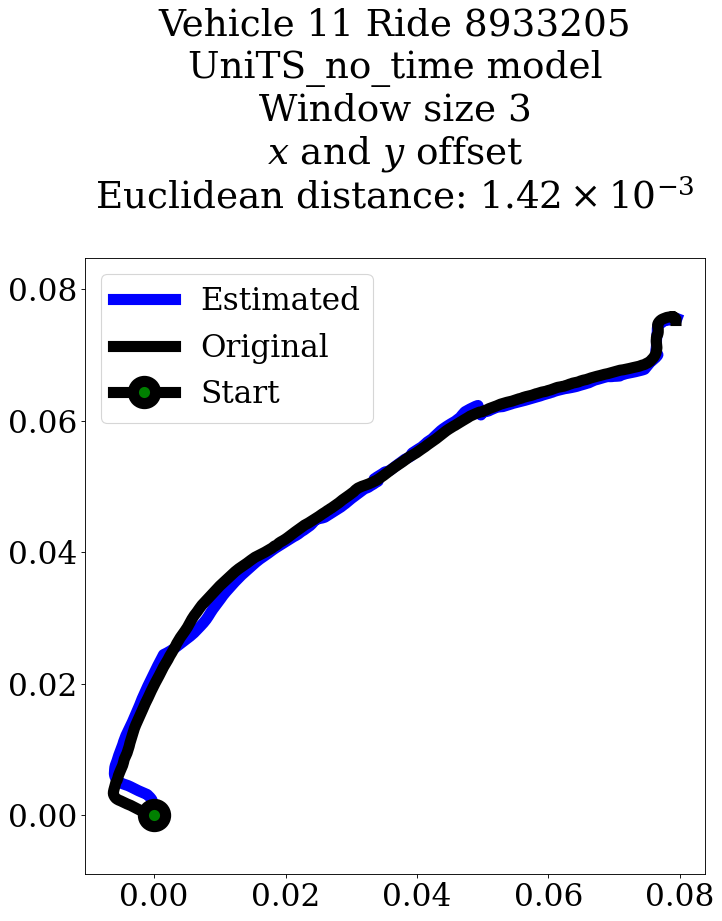 Vehicle 11 Ride 8933205
UniTS_no_time model
Window size 3
x and y offset
Euclidean distance: 1.42 × 10⁻³
Estimated
Original
Start
0.08
0.06
0.04
0.02
0.00
0.00 0.02 0.04 0.06 0.08